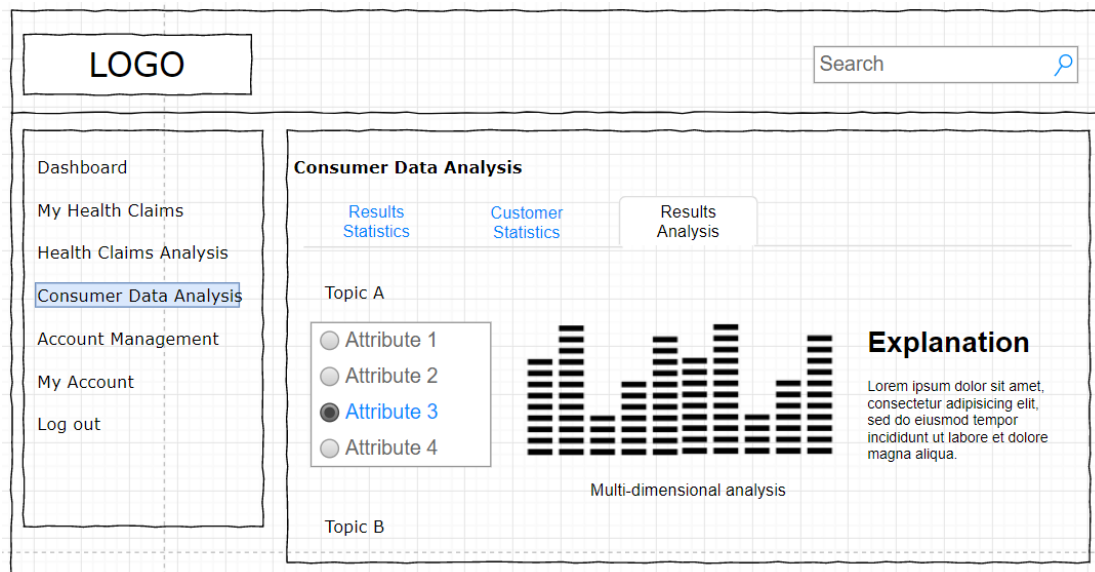 LOGO
Search
Dashboard
My Health Claims
Health Claims Analysis
Consumer Data Analysis
Account Management
My Account
Log out
Consumer Data Analysis
Results
Statistics
Customer
Statistics
Results
Analysis
Topic A
Attribute 1
Attribute 2
Attribute 3
Attribute 4
Multi-dimensional analysis
Explanation
Lorem ipsum dolor sit amet,
consectetur adipisicing elit,
sed do eiusmod tempor
incididunt ut labore et dolore
magna aliqua.
Topic B